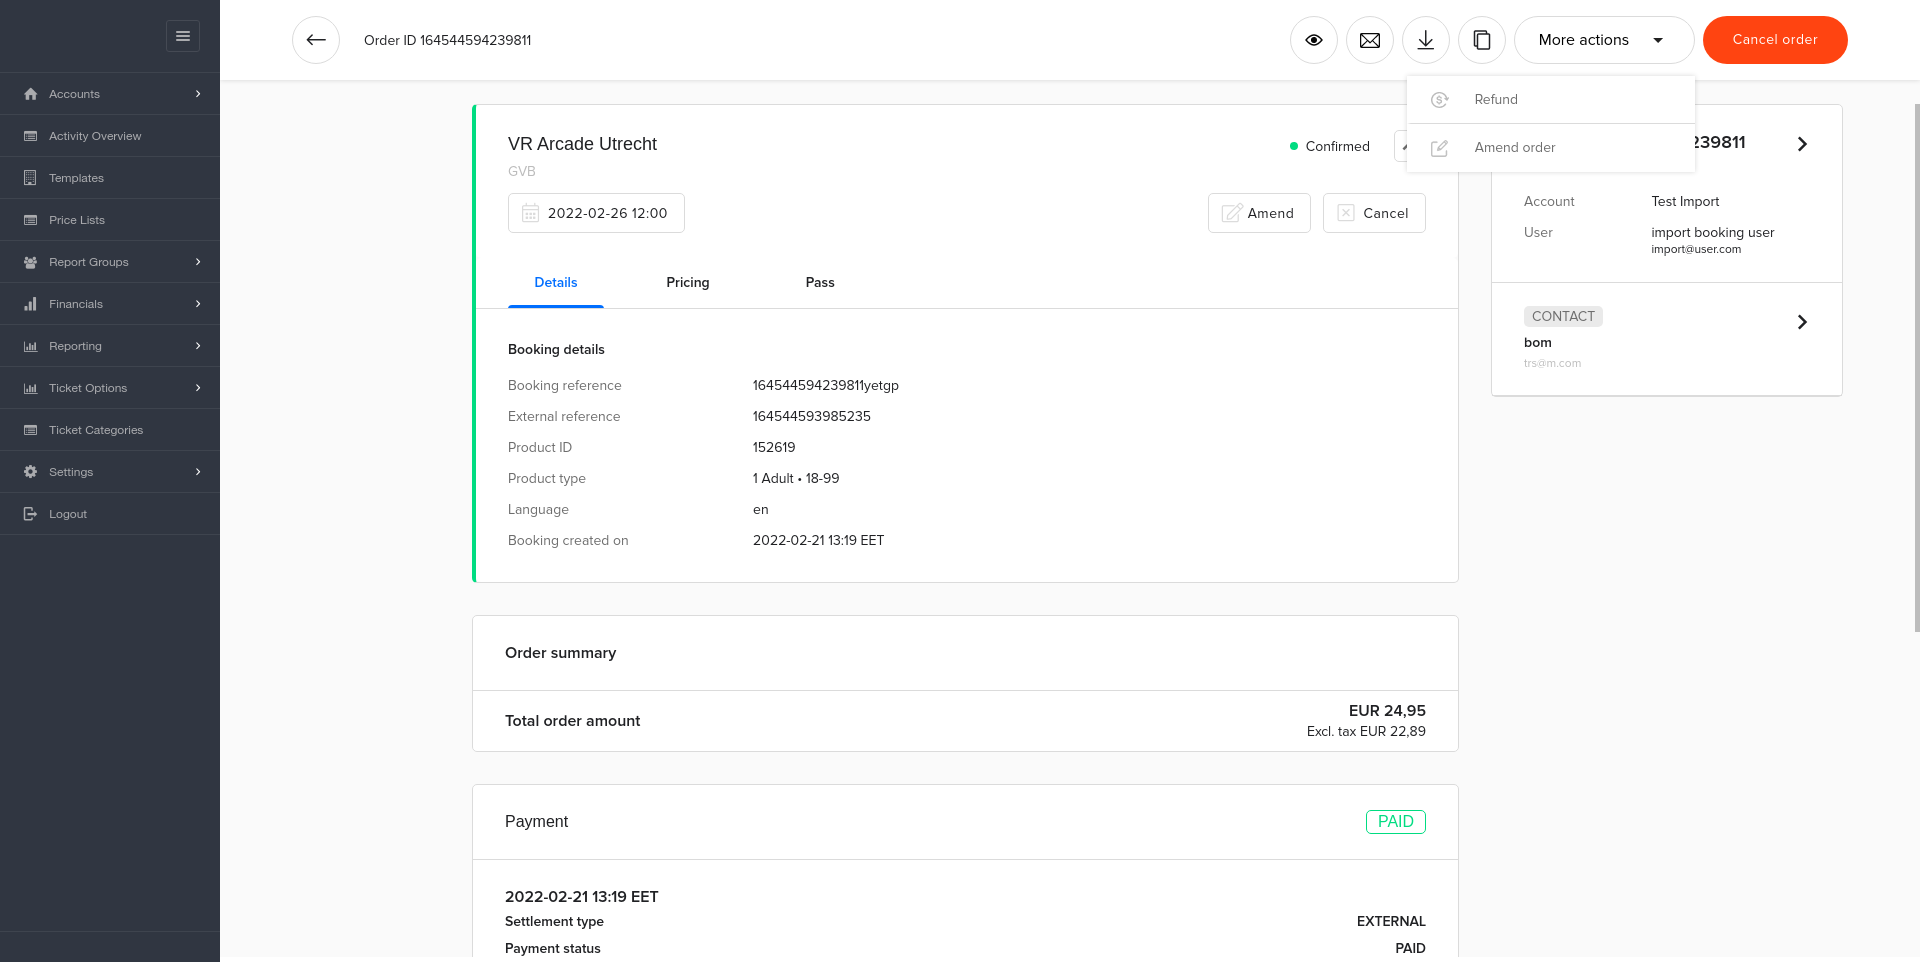 Order ID 164544594239811
More actions
Cancel order
Refund
Amend order
Accounts
Activity Overview
Templates
Price Lists
Report Groups
Financials
Reporting
Ticket Options
Ticket Categories
Settings
Logout
VR Arcade Utrecht
Confirmed
GVB
2022-02-26 12:00
Amend
Cancel
Details
Pricing
Pass
Booking details
Booking reference 164544594239811yetgp
External reference 164544593985235
Product ID 152619
Product type 1 Adult • 18-99
Language en
Booking created on 2022-02-21 13:19 EET
Order summary
Total order amount EUR 24,95
Excl. tax EUR 22,89
Payment PAID
2022-02-21 13:19 EET
Settlement type EXTERNAL
Payment status PAID
239811
Account Test Import
User import booking user
import@user.com
CONTACT
bom
trs@m.com